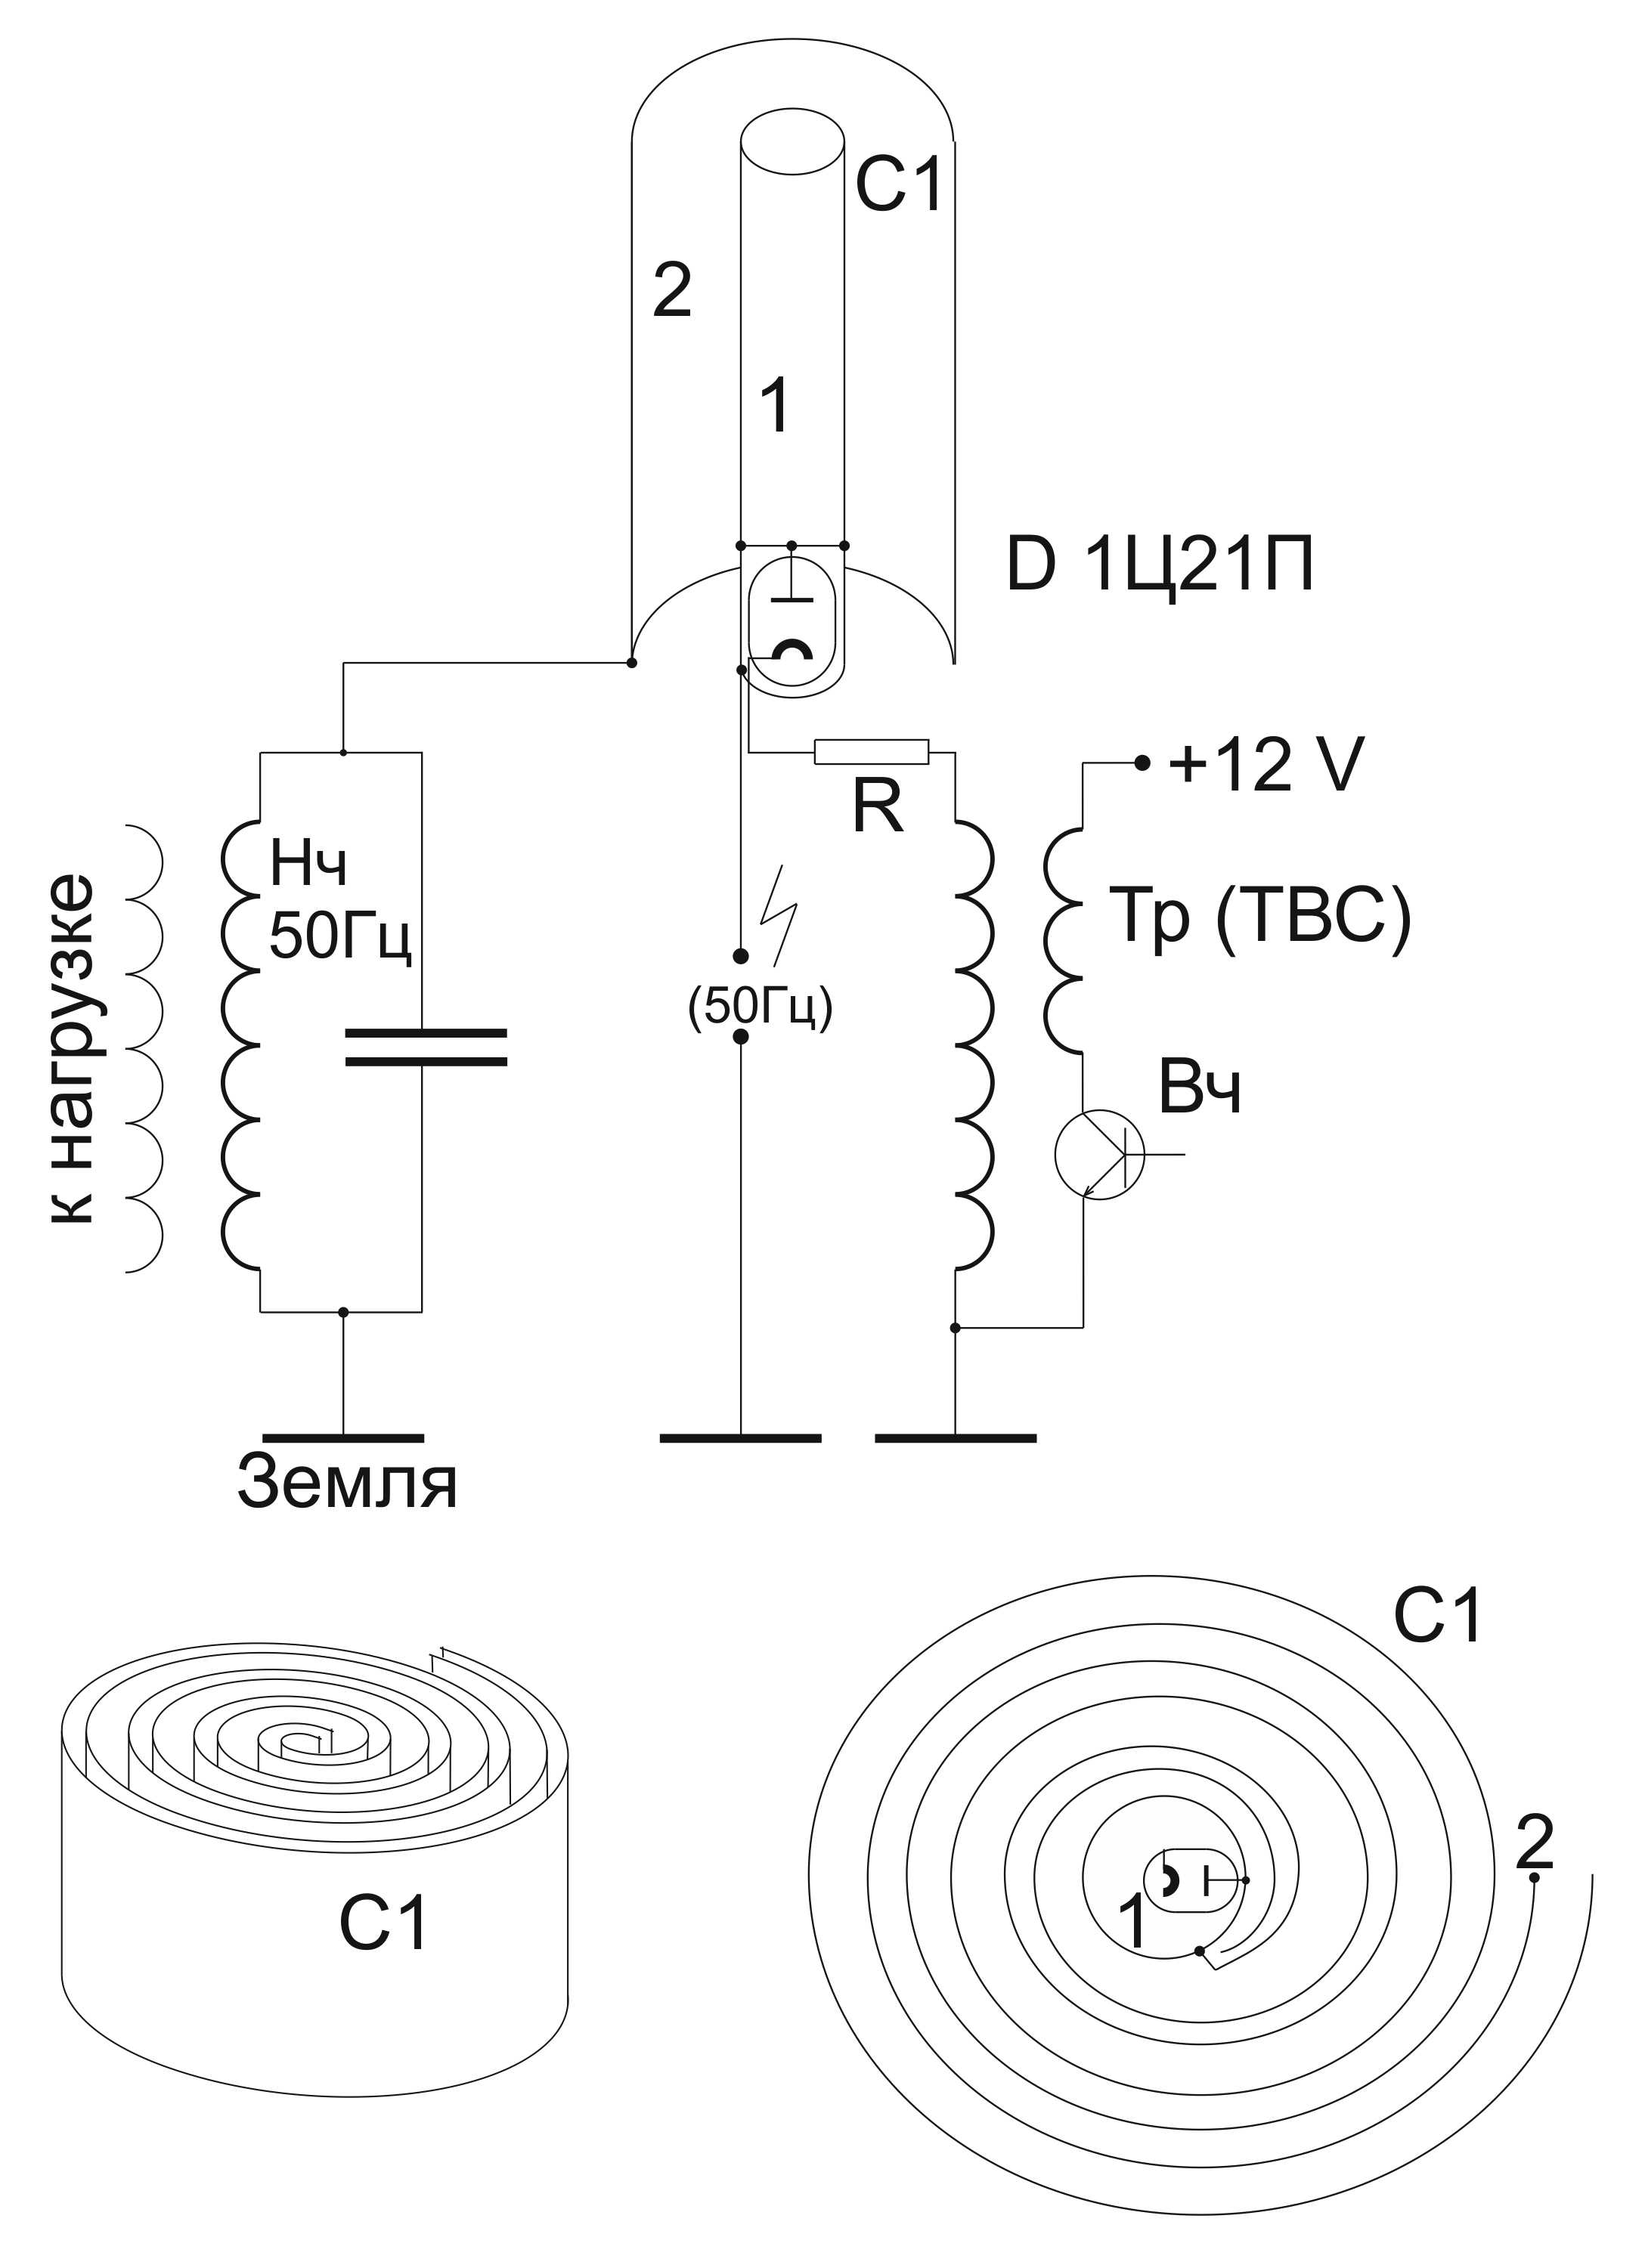 C1
2
1
D 1Ц21П
R
+12 V
Нч
50Гц
Тр (ТВС)
к нагрузке
(50Гц)
Вч
Земля
C1
2
C1
1